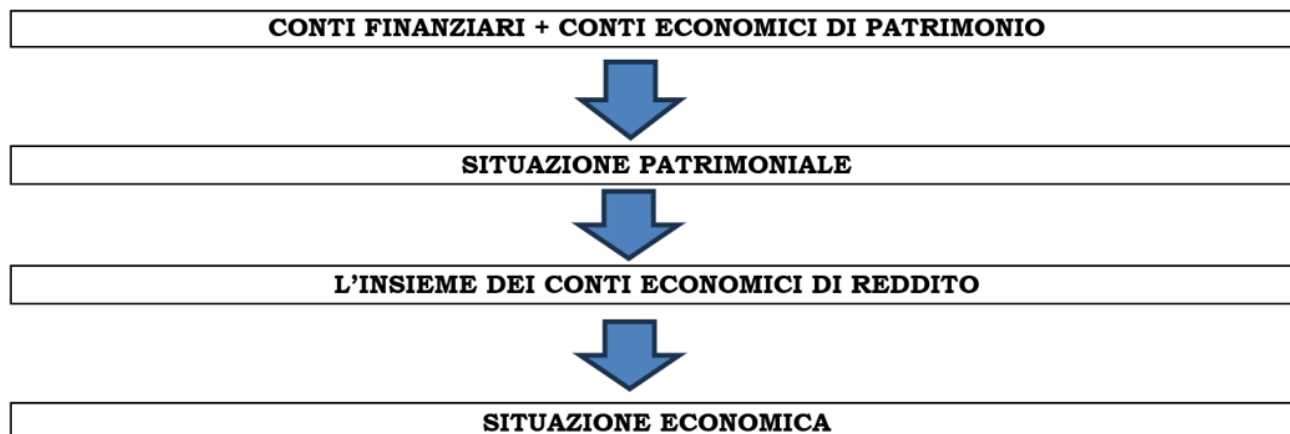 CONTI FINANZIARI + CONTI ECONOMICI DI PATRIMONIO
SITUAZIONE PATRIMONIALE
L’INSIEME DEI CONTI ECONOMICI DI REDDITO
SITUAZIONE ECONOMICA